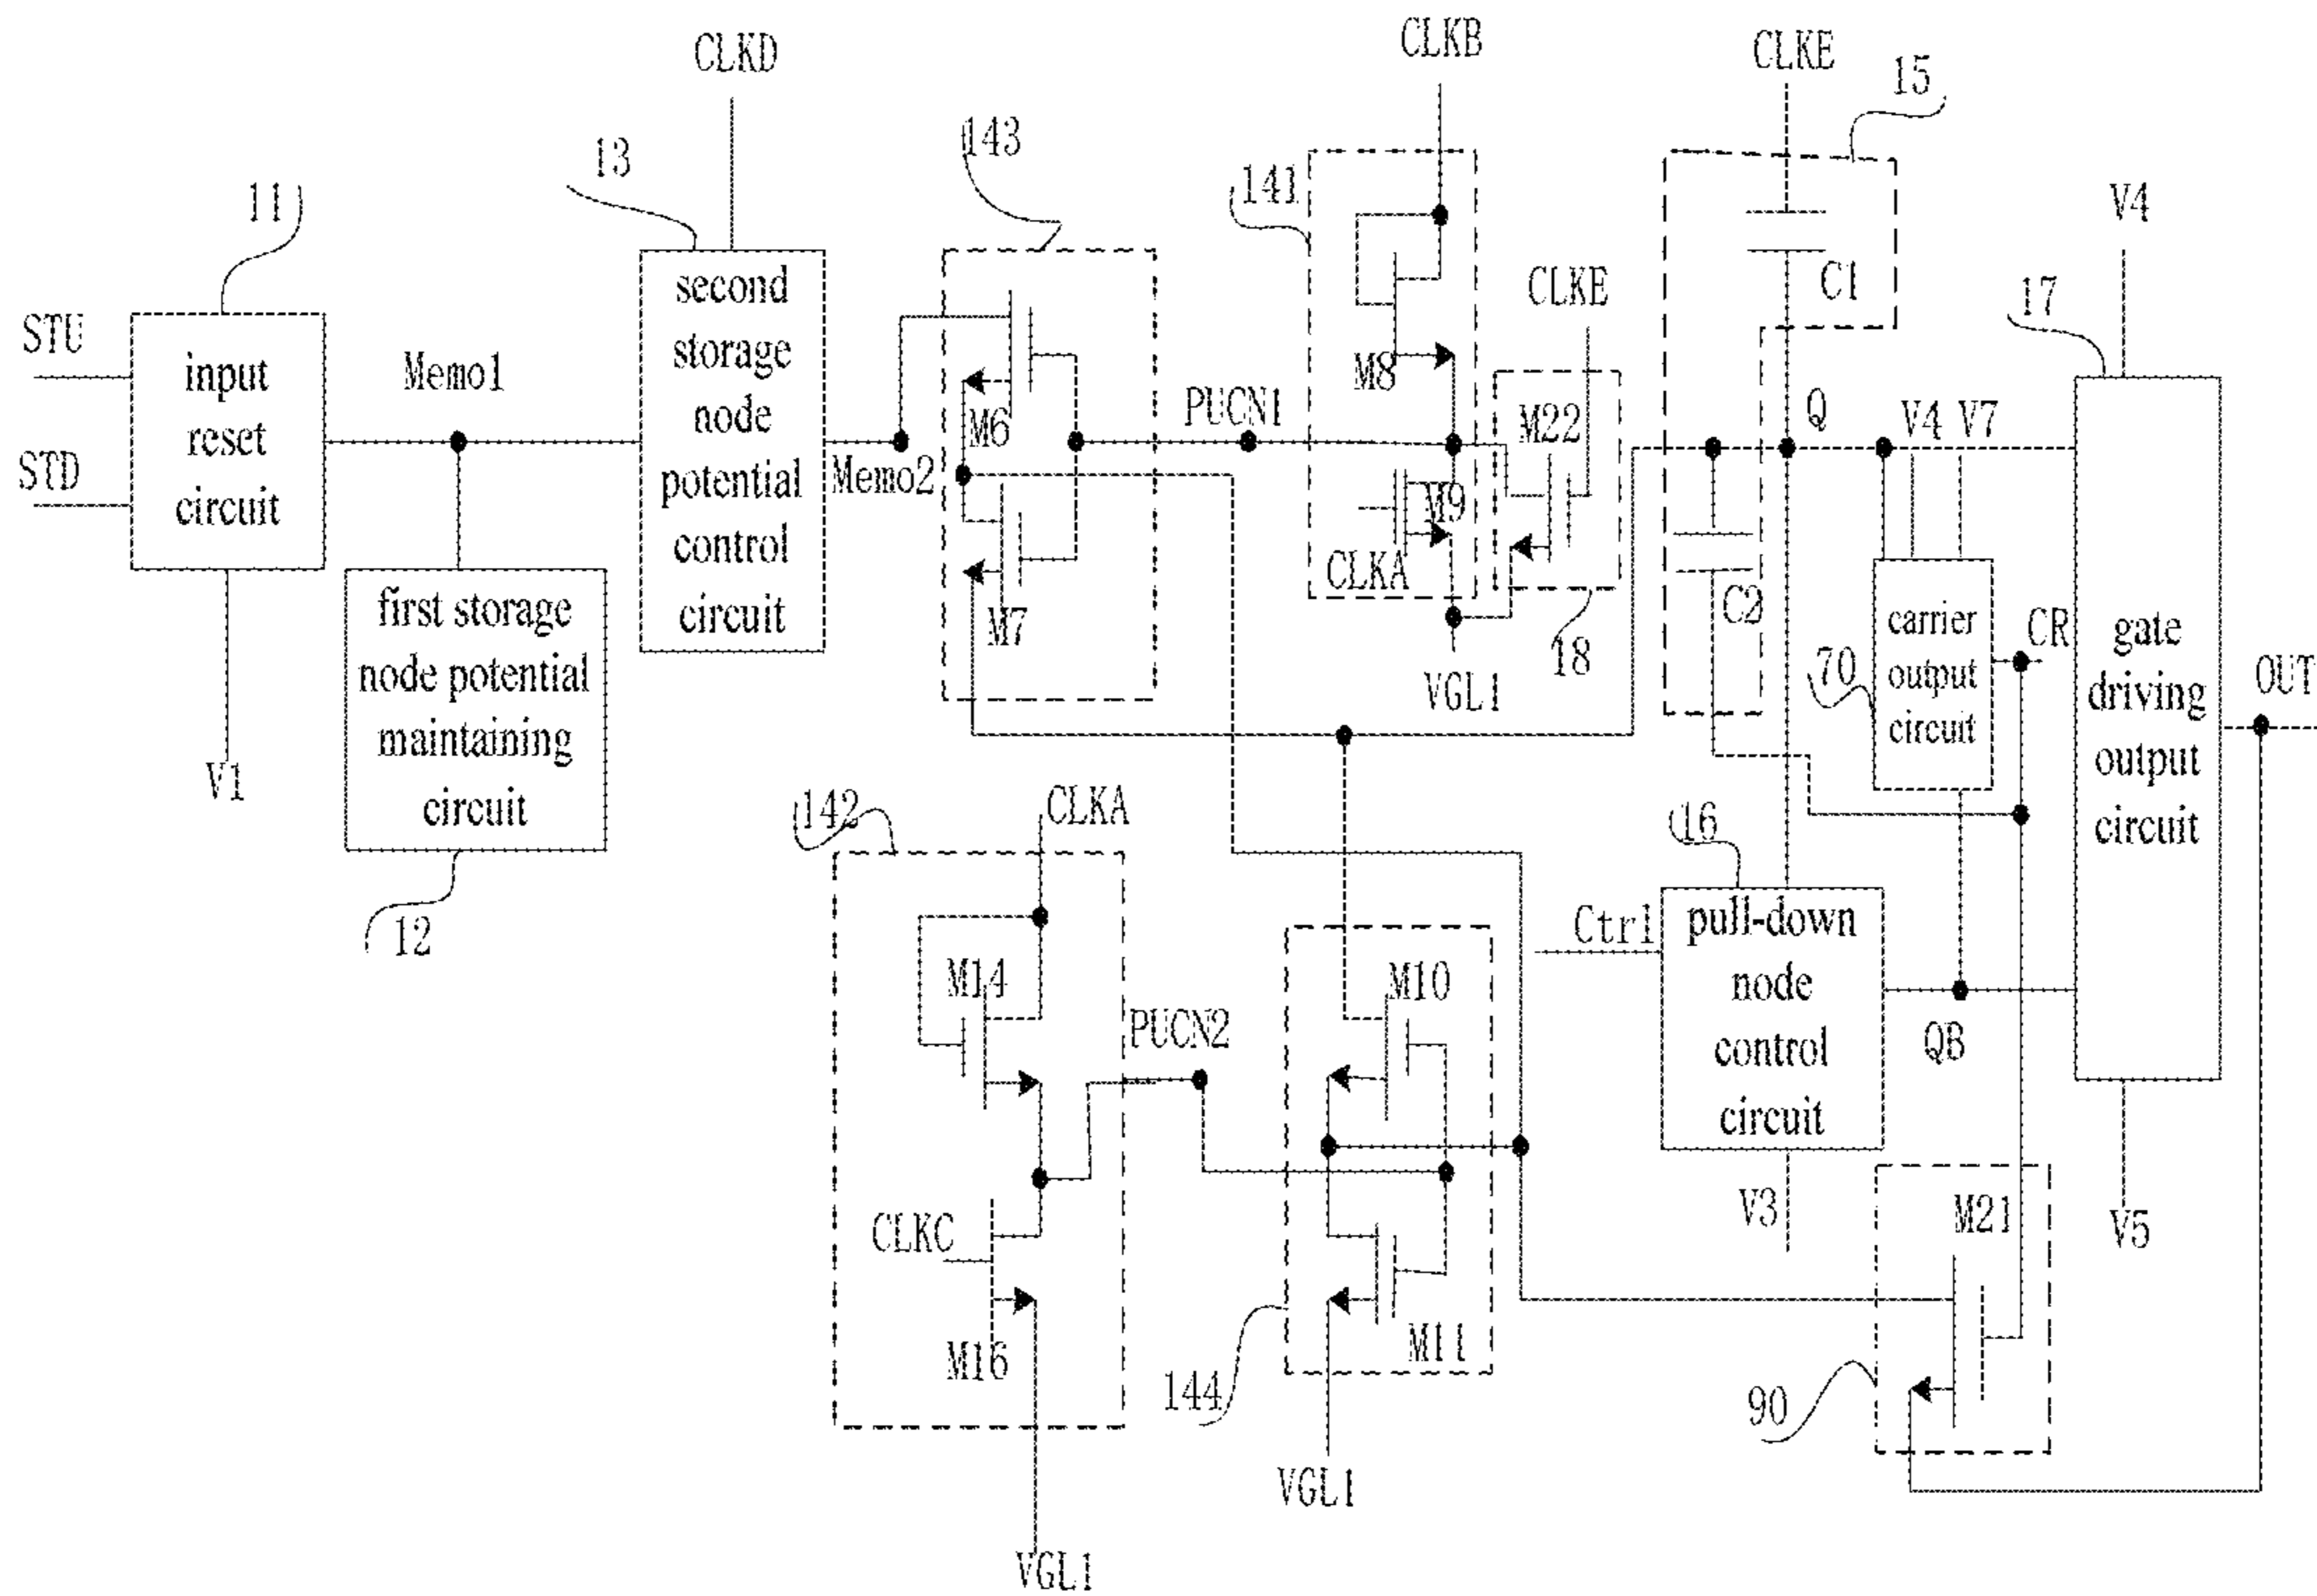 CLKB
CLKE
15
CLKD
143
13
141
V4
11
second
storage
node
potential
control
circuit
CLKE
C1
17
STU
input
reset
circuit
Memo1
M6
PUCN1
M8
M22
Q
V4
V7
STD
Memo2
M9
CLKA
C2
first storage
node potential
maintaining
circuit
M7
carrier
output
circuit
CR
gate
driving
output
circuit
18
70
VGL1
OUT
V1
142
CLKA
16
12
Ctrl
pull-down
node
control
circuit
M14
M10
PUCN2
QB
CLKC
V3
M21
V5
M16
M11
144
90
VGL1
VGL1